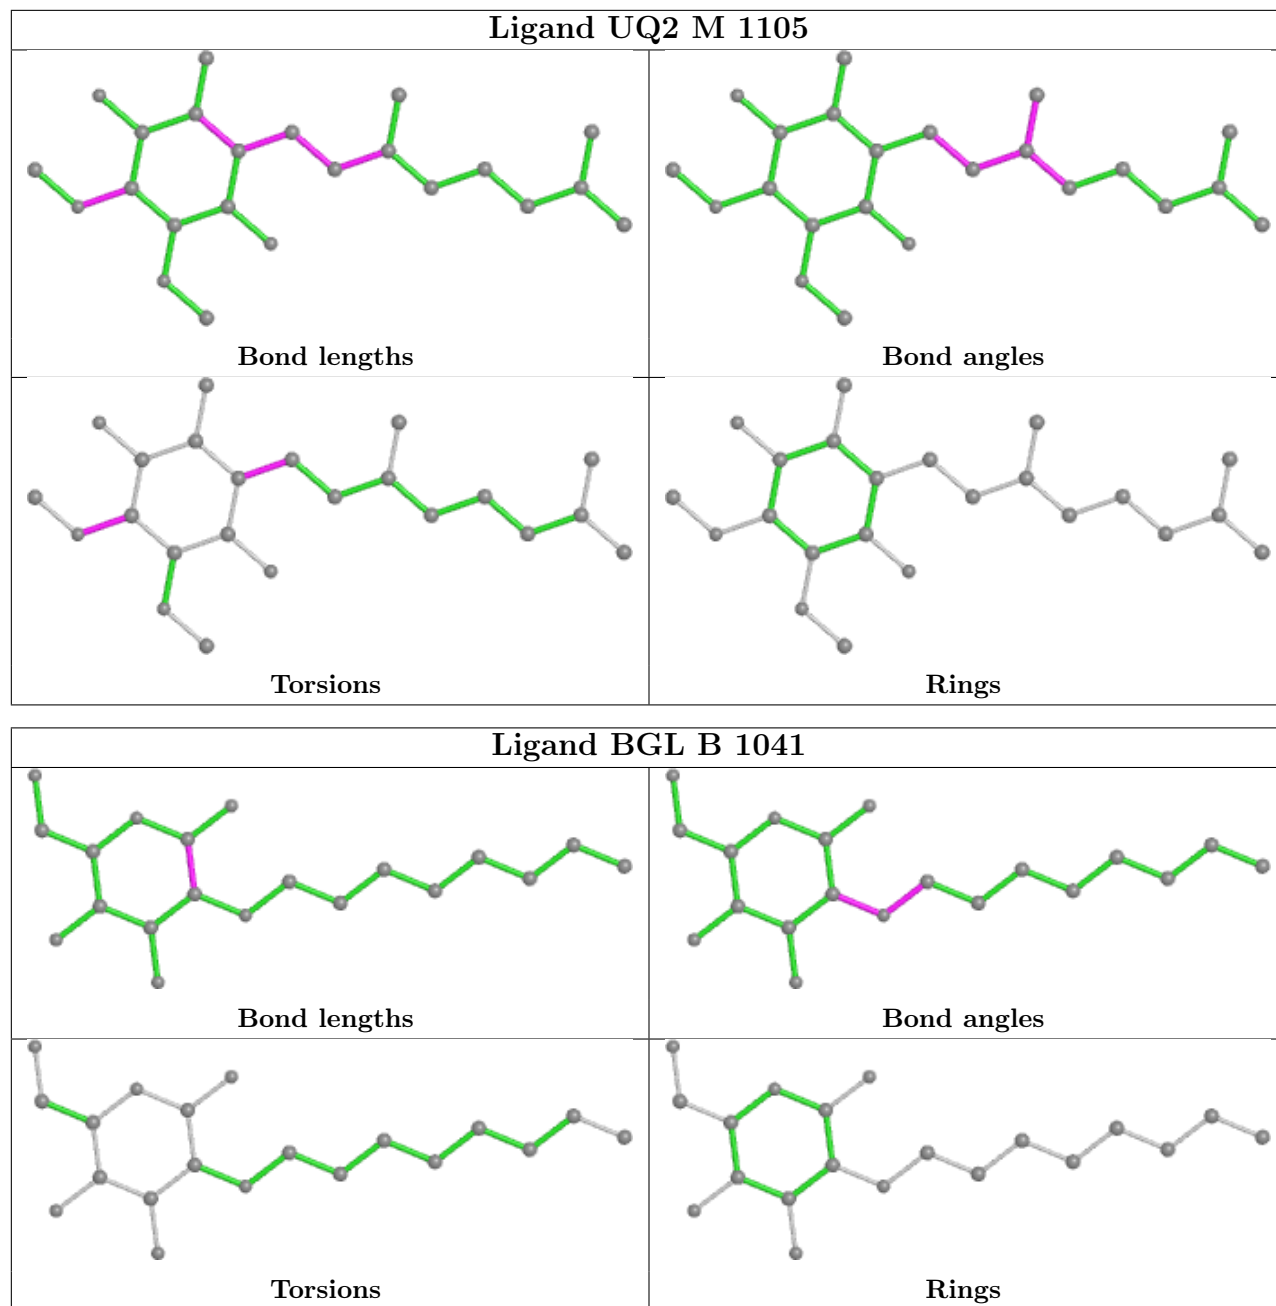 Ligand UQ2 M 1105
Bond lengths
Bond angles
Torsions
Rings
Ligand BGL B 1041
Bond lengths
Bond angles
Torsions
Rings